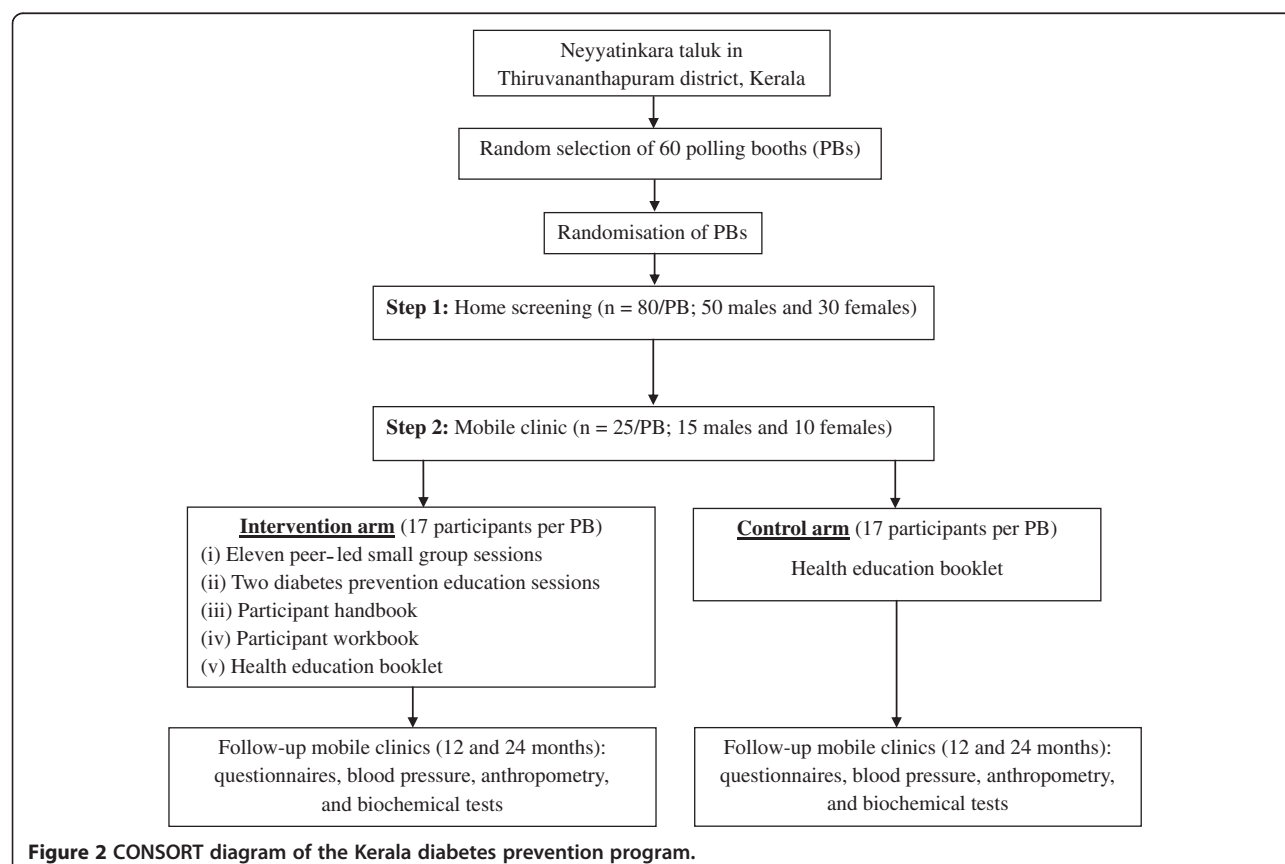 Neyyatinkara taluk in
Thiruvananthapuram district, Kerala
Random selection of 60 polling booths (PBs)
Randomisation of PBs
Step 1: Home screening (n = 80/PB; 50 males and 30 females)
Step 2: Mobile clinic (n = 25/PB; 15 males and 10 females)
Intervention arm (17 participants per PB)
(i) Eleven peer-led small group sessions
(ii) Two diabetes prevention education sessions
(iii) Participant handbook
(iv) Participant workbook
(v) Health education booklet
Control arm (17 participants per PB)
Health education booklet
Follow-up mobile clinics (12 and 24 months):
questionnaires, blood pressure, anthropometry,
and biochemical tests
Follow-up mobile clinics (12 and 24 months):
questionnaires, blood pressure, anthropometry,
and biochemical tests
Figure 2 CONSORT diagram of the Kerala diabetes prevention program.